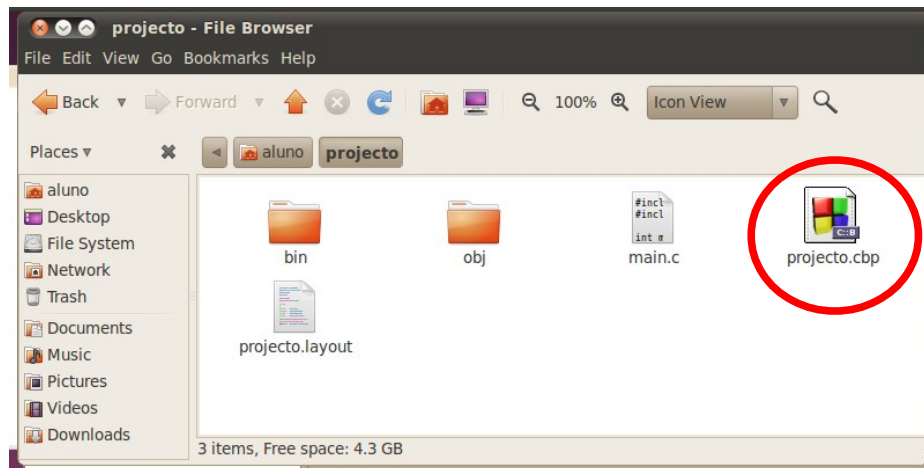 projecto - File Browser
File Edit View Go Bookmarks Help
Back Forward 100% Icon View
Places aluno projecto
aluno
Desktop
File System
Network
Trash
Documents
Music
Pictures
Videos
Downloads
#incl
#incl
int m
C::B
bin obj main.c projecto.cbp
projecto.layout
3 items, Free space: 4.3 GB